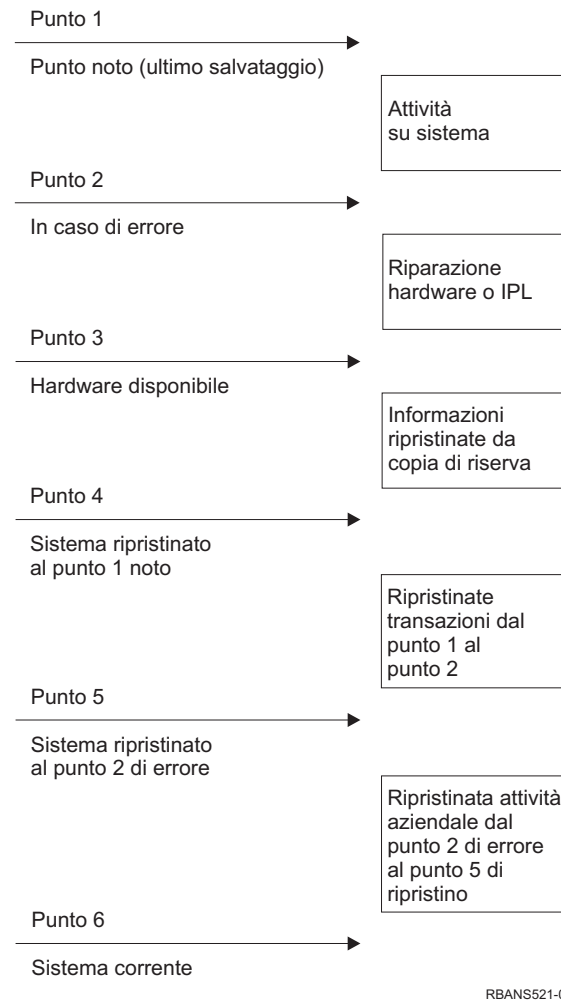 Punto 1
Punto noto (ultimo salvataggio)
Attività
su sistema
Punto 2
In caso di errore
Riparazione
hardware o IPL
Punto 3
Hardware disponibile
Informazioni
ripristinate da
copia di riserva
Punto 4
Sistema ripristinato
al punto 1 noto
Ripristinate
transazioni dal
punto 1 al
punto 2
Punto 5
Sistema ripristinato
al punto 2 di errore
Ripristinata attività
aziendale dal
punto 2 di errore
al punto 5 di
ripristino
Punto 6
Sistema corrente
RBANS521-0